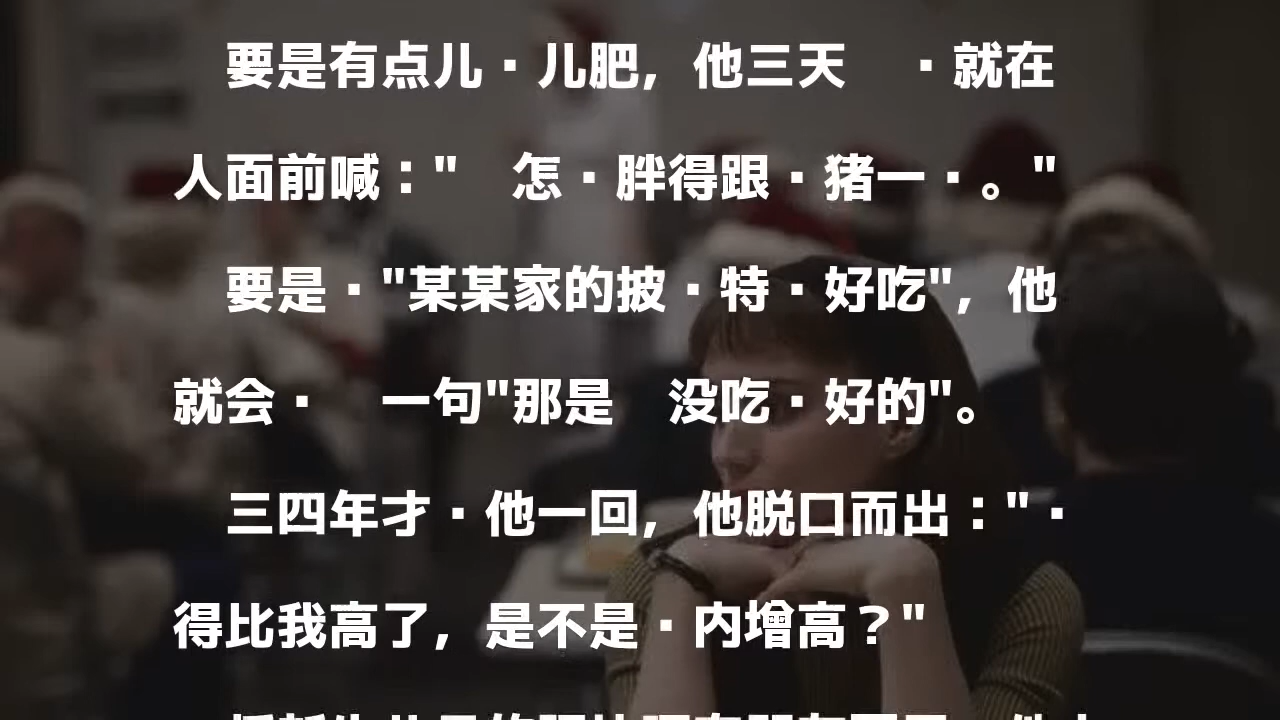 要是有点儿·儿肥，他三天　·就在
人面前喊："　怎·胖得跟·猪一·。"
要是·"某某家的披·特·好吃"，他
就会·　一句"那是　没吃·好的"。
三四年才·他一回，他脱口而出："·
得比我高了，是不是·内增高？"